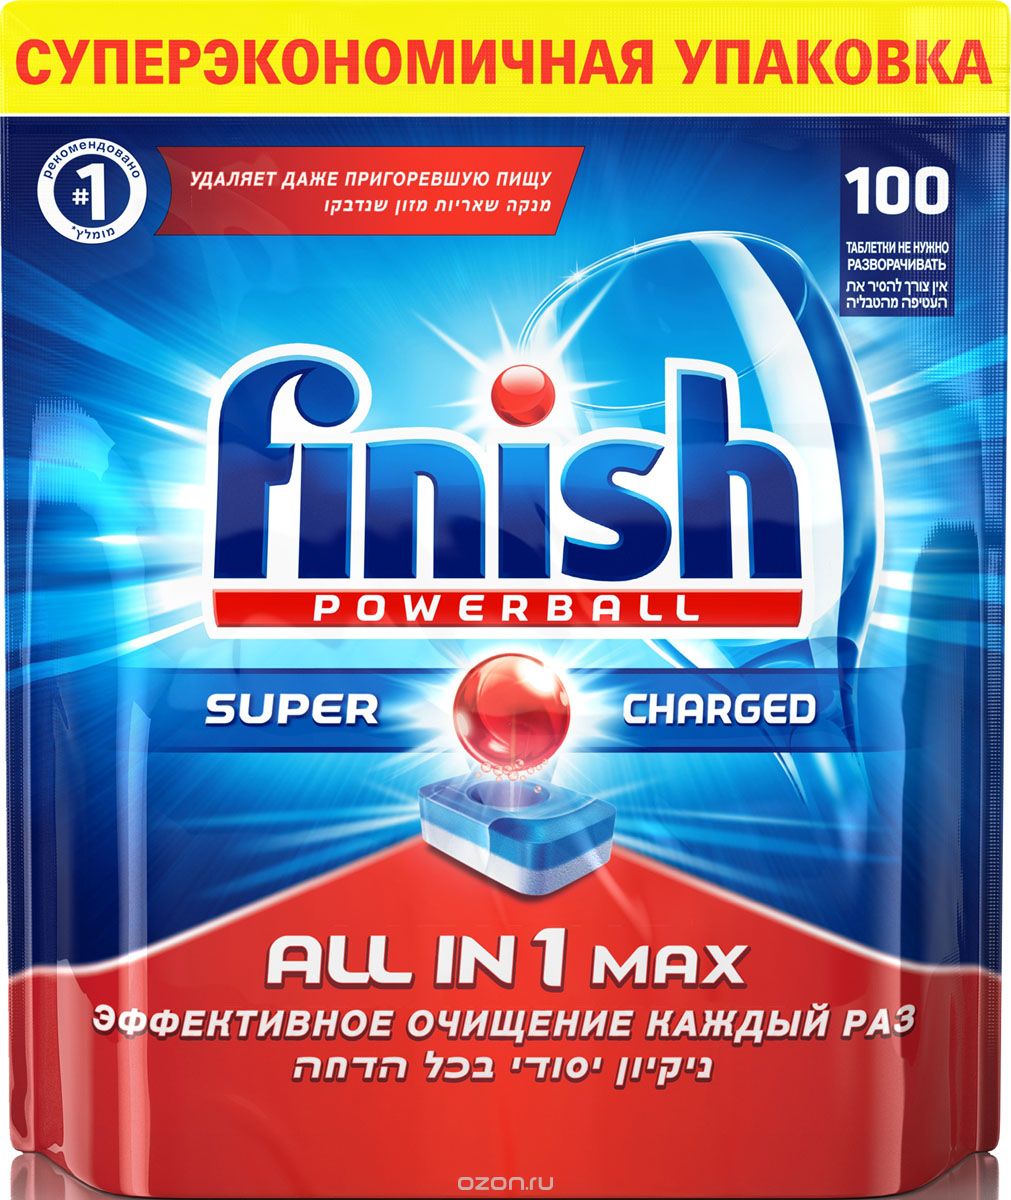 СУПЕРЭКОНОМИЧНАЯ УПАКОВКА
рекомендовано
#1
מומלץ*
УДАЛЯЕТ ДАЖЕ ПРИГОРЕВШУЮ ПИЩУ
מנקה שאריות מזון שנדבקו
100
ТАБЛЕТКИ НЕ НУЖНО
РАЗВОРАЧИВАТЬ
אין צורך להסיר את
העטיפה מהטבליה
finish
POWERBALL
SUPER CHARGED
ALL IN 1 MAX
ЭФФЕКТИВНОЕ ОЧИЩЕНИЕ КАЖДЫЙ РАЗ
ניקיון יסודי בכל הדחה
ozon.ru